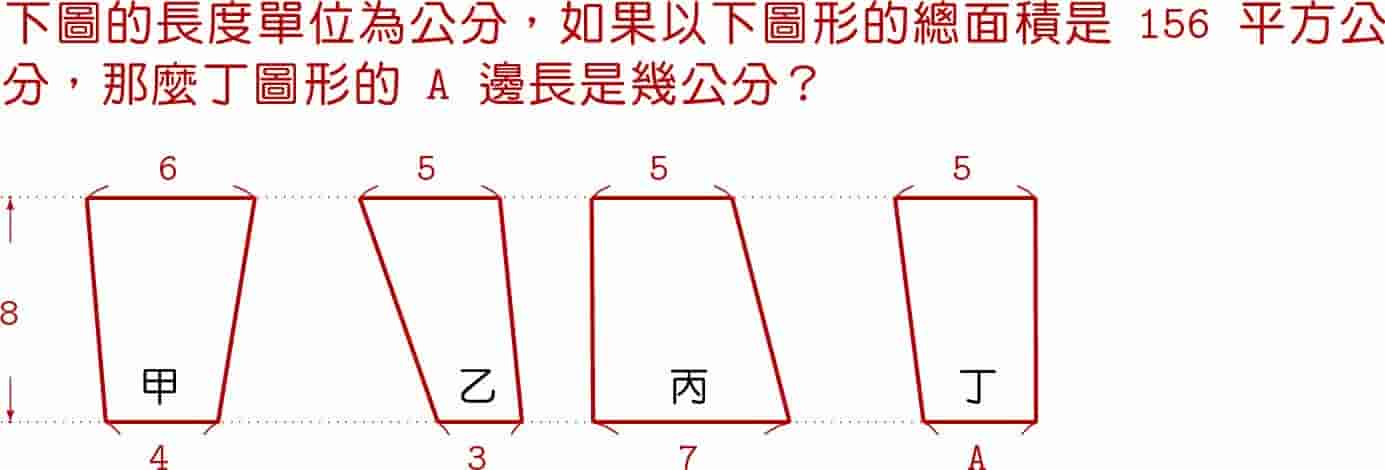 下圖的長度單位為公分，如果以下圖形的總面積是 156 平方公
分，那麼丁圖形的 A 邊長是幾公分？
6 5 5 5
8
甲 乙 丙 丁
4 3 7 A